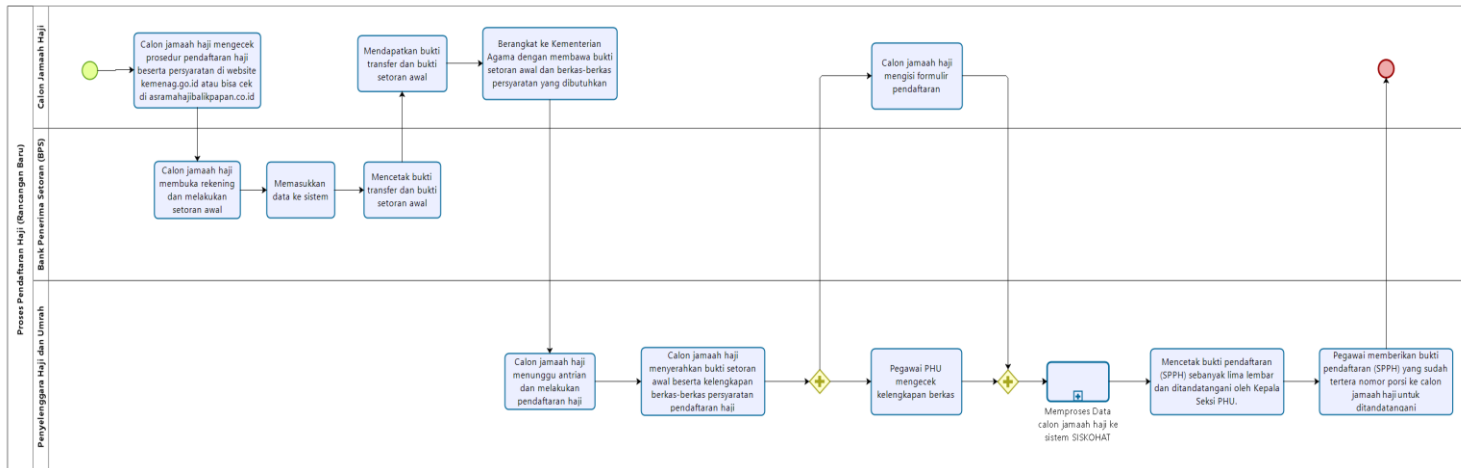 Proses Pendaftaran Haji (Rancangan Baru)
Calon Jamaah Haji
Calon jamaah haji mengecek
prosedur pendaftaran haji
beserta persyaratan di website
kemenag.go.id atau bisa cek
di asramahajibalikpapan.co.id
Mendapatkan bukti
transfer dan bukti
setoran awal
Berangkat ke Kementerian
Agama dengan membawa bukti
setoran awal dan berkas-berkas
persyaratan yang dibutuhkan
Calon jamaah haji
mengisi formulir
pendaftaran
Bank Penerima Setoran (BPS)
Calon jamaah haji
membuka rekening
dan melakukan
setoran awal
Memasukkan
data ke sistem
Mencetak bukti
transfer dan bukti
setoran awal
Penyelenggara Haji dan Umrah
Calon jamaah haji
menunggu antrian
dan melakukan
pendaftaran haji
Calon jamaah haji
menyerahkan bukti setoran
awal beserta kelengkapan
berkas-berkas persyaratan
pendaftaran haji
Pegawai PHU
mengecek
kelengkapan berkas
Memproses Data
calon jamaah haji ke
sistem SISKOHAT
Mencetak bukti pendaftaran
(SPPH) sebanyak lima lembar
dan ditandatangani oleh Kepala
Seksi PHU.
Pegawai memberikan bukti
pendaftaran (SPPH) yang sudah
tertera nomor porsi ke calon
jamaah haji untuk
ditandatangani